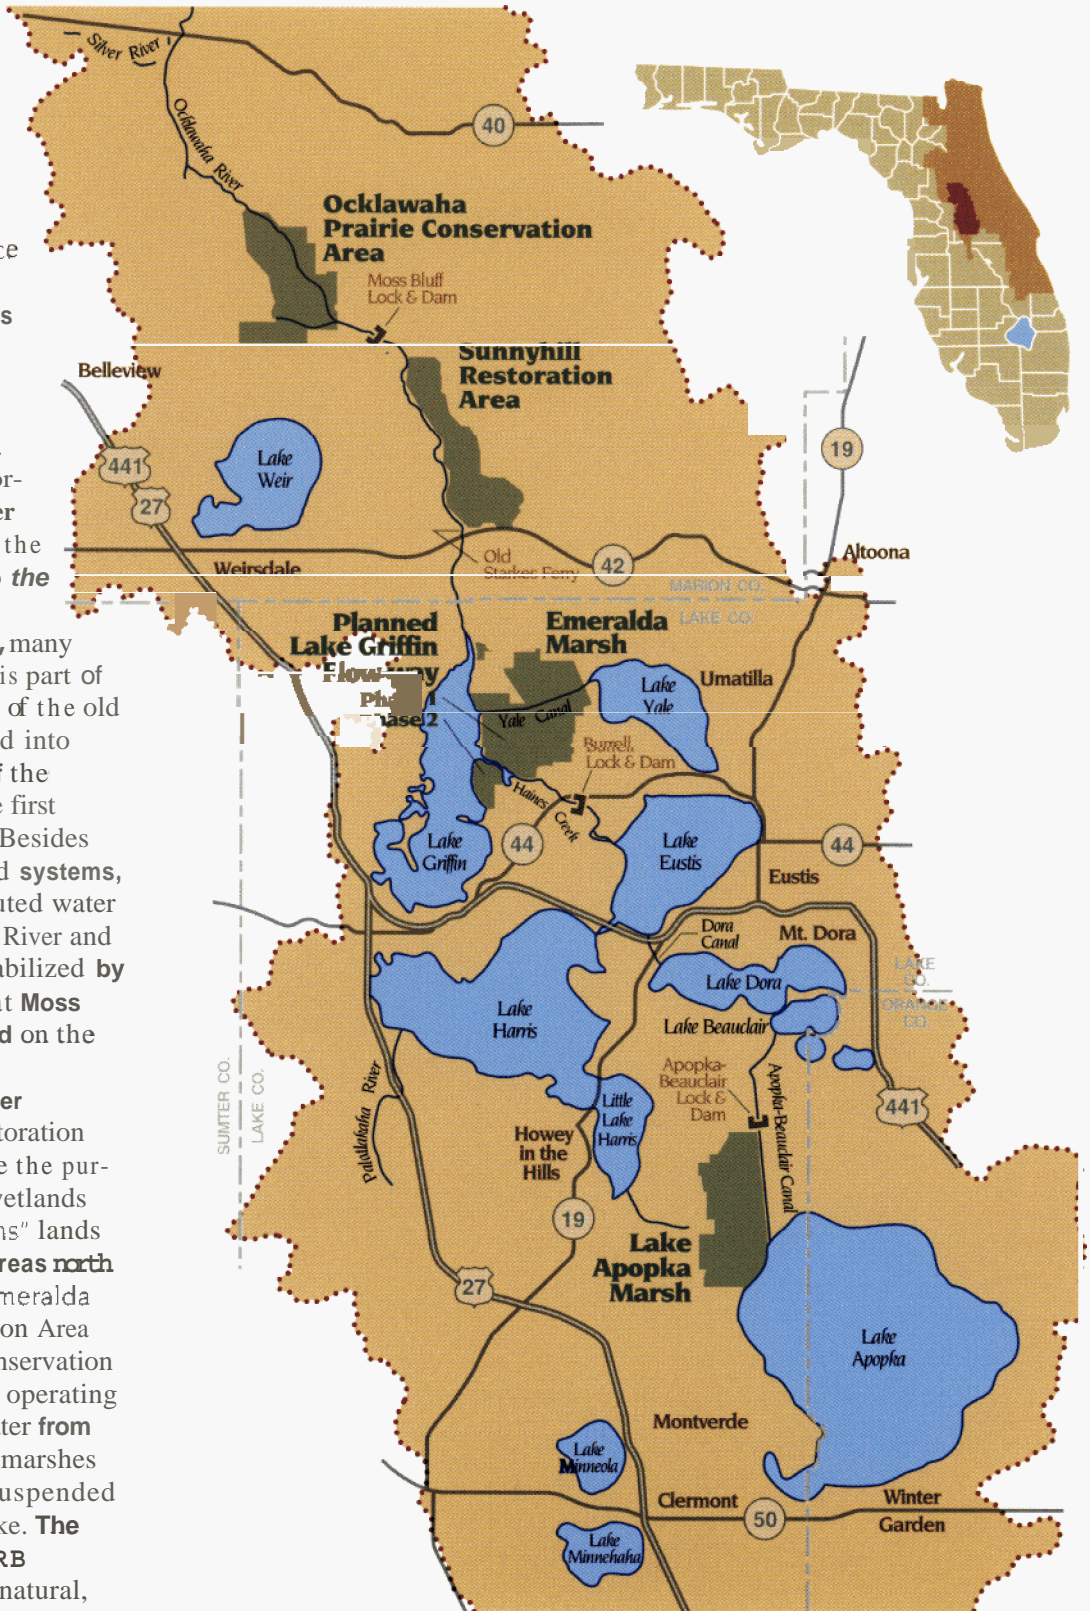 Silver River
Ocklawaha River
40
Ocklawaha
Prairie Conservation
Area
Moss Bluff
Lock & Dam
Sunnyhill
Restoration
Area
Belleview
441
27
Lake
Weir
19
Old
Starkes Ferry
42
Altoona
Weirsdale
MARION CO.
LAKE CO.
Planned
Lake Griffin
Flow-way
Phase 2
Emeralda
Marsh
Lake
Yale
Umatilla
Yale Canal
Burrell
Lock & Dam
Haines
Creek
Lake
Griffin
44
Lake
Eustis
44
Eustis
Dora
Canal
Mt. Dora
Lake Dora
LAKE
CO.
ORANGE
CO.
Lake
Harris
Lake Beauclair
Apopka-
Beauclair
Lock &
Dam
Apopka-Beauclair Canal
441
SUMTER CO.
LAKE CO.
Palatlakaha River
Little
Lake
Harris
Howey
in the
Hills
19
Lake
Apopka
Marsh
27
Lake
Apopka
Montverde
Lake
Minneola
Clermont
50
Winter
Garden
Lake
Minnehaha
ce
s
or-
er
the
the
, many
is part of
of the old
d into
f the
e first
Besides
d systems,
uted water
River and
abilized by
at Moss
d on the
er
toration
e the pur-
vetlands
ns" lands
reas north
meralda
on Area
nservation
operating
ater from
marshes
uspended
ke. The
RB
natural,